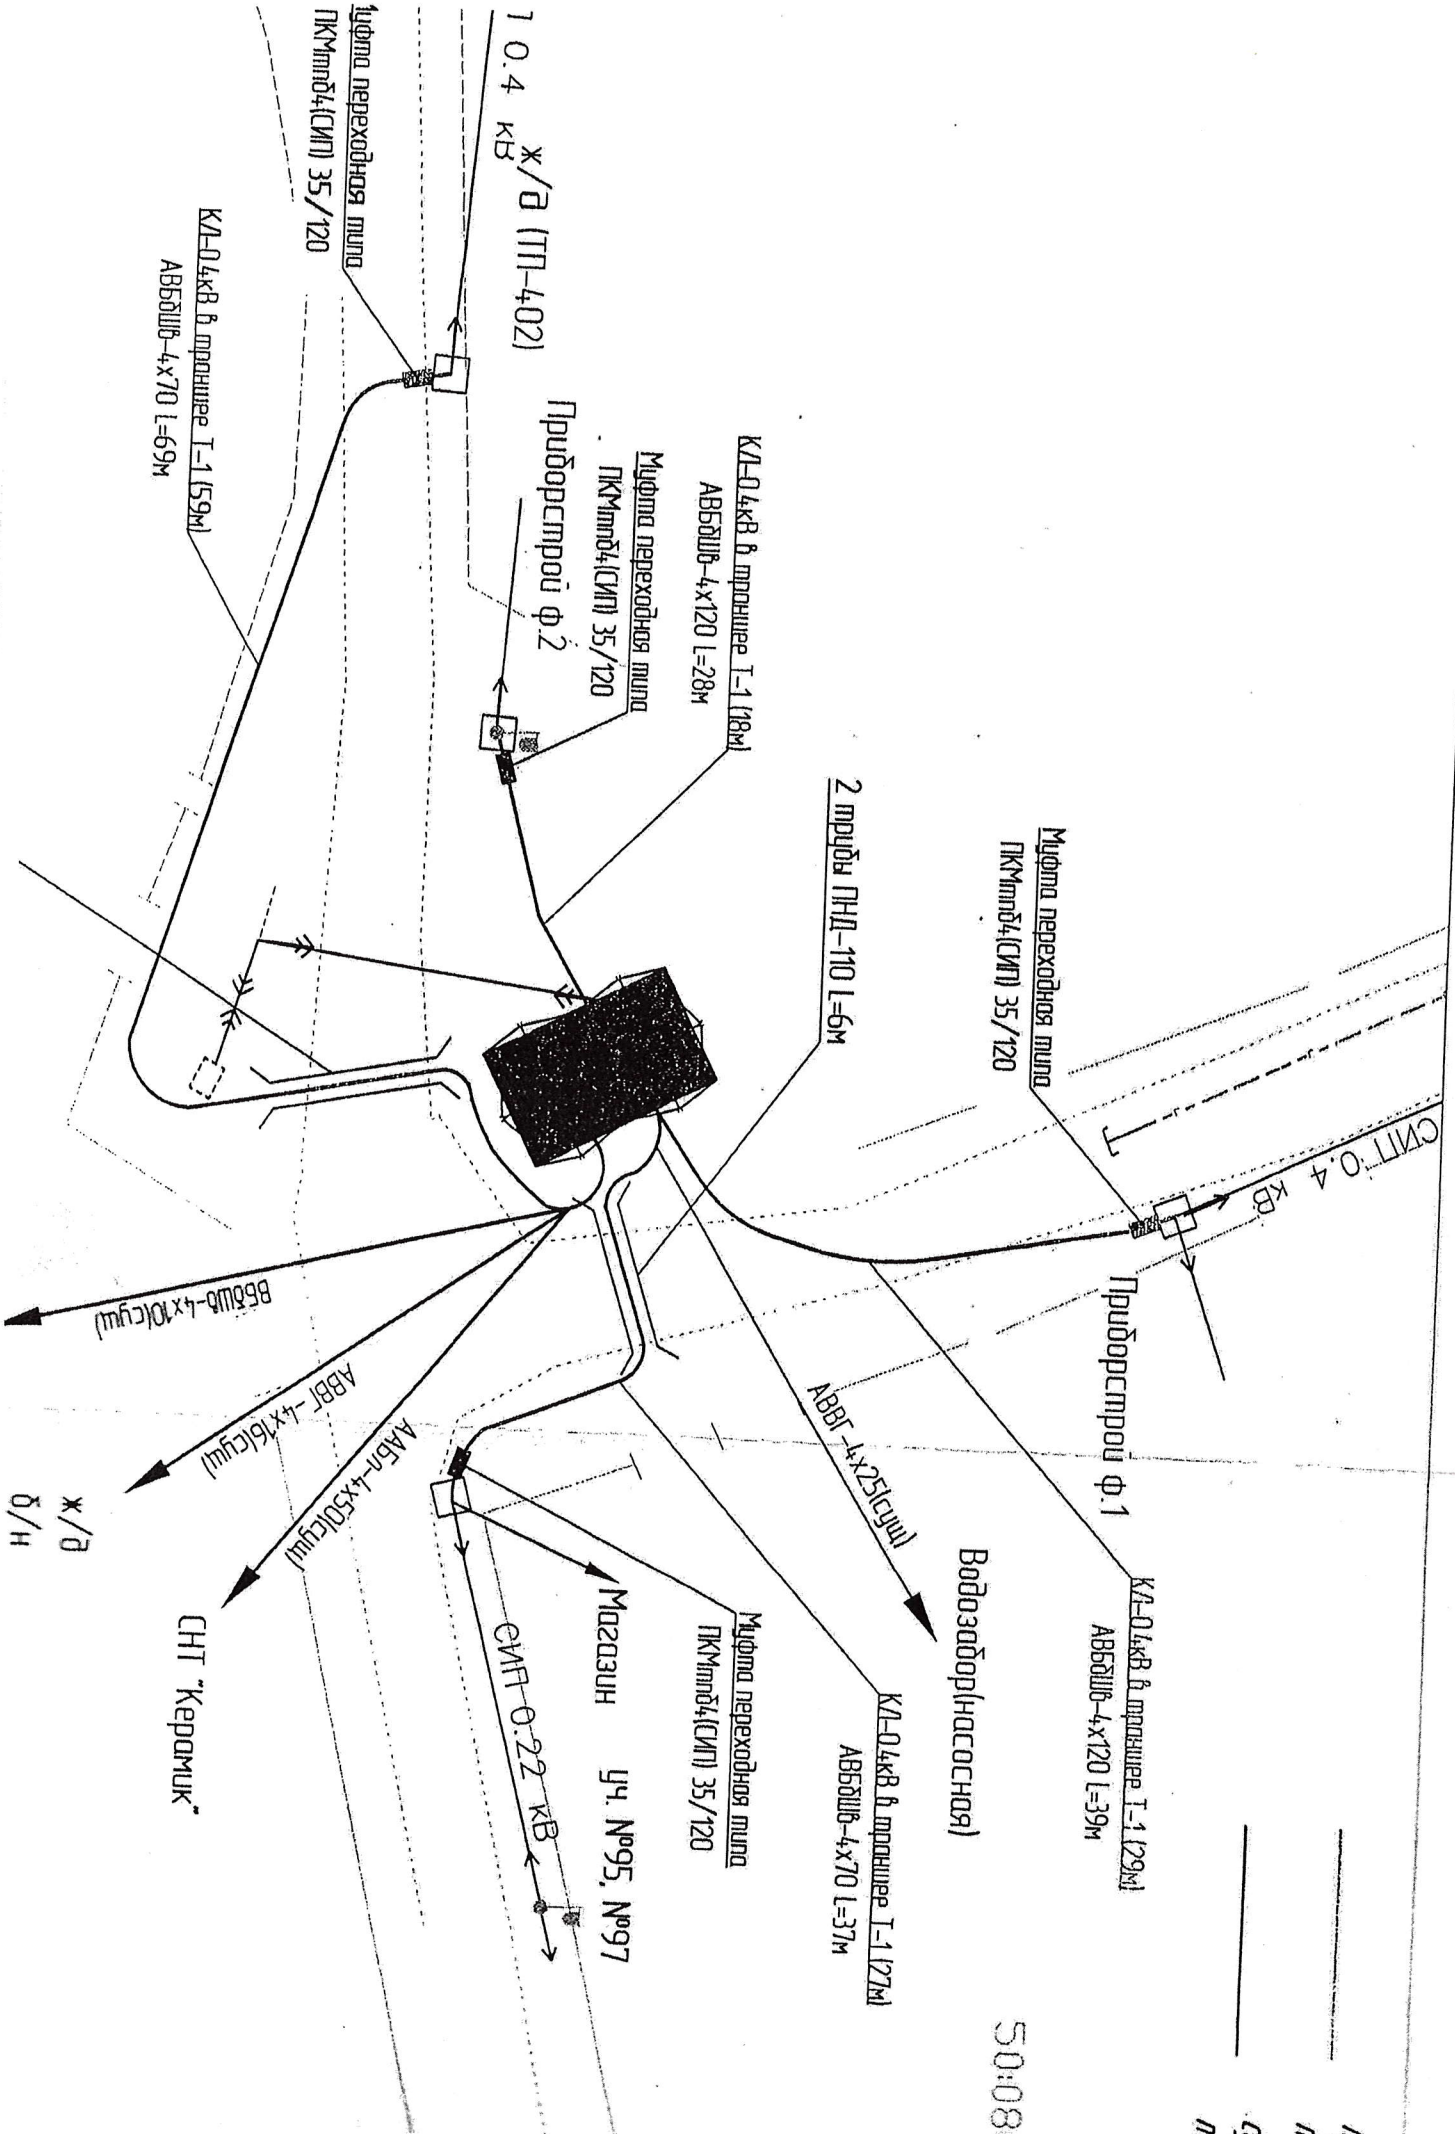 0.4 кВ
ж/д (ТП-402)
муфта переходная типа
ПКМтпб4(СИП) 35/120
КЛ-0.4кВ в траншее Т-1 (59м)
АВБбШв-4х70 L=69м
Приборстрой ф.2
Муфта переходная типа
ПКМтпб4(СИП) 35/120
КЛ-0.4кВ в траншее Т-1 (18м)
АВБбШв-4х120 L=28м
2 трубы ПНД-110 L=6м
Муфта переходная типа
ПКМтпб4(СИП) 35/120
СИП 0.4 кВ
Приборстрой ф.1
КЛ-0.4кВ в траншее Т-1 (29м)
АВБбШв-4х120 L=39м
АВВГ-4х25(сущ)
Водозабор(насосная)
КЛ-0.4кВ в траншее Т-1 (27м)
АВБбШв-4х70 L=37м
Муфта переходная типа
ПКМтпб4(СИП) 35/120
Магазин уч. №95, №97
СИП 0.22 кВ
ВБбШв-4х10(сущ)
АВВГ-4х16(сущ)
ААБл-4х50(сущ)
СНТ "Керамик"
ж/д
б/н
50:08